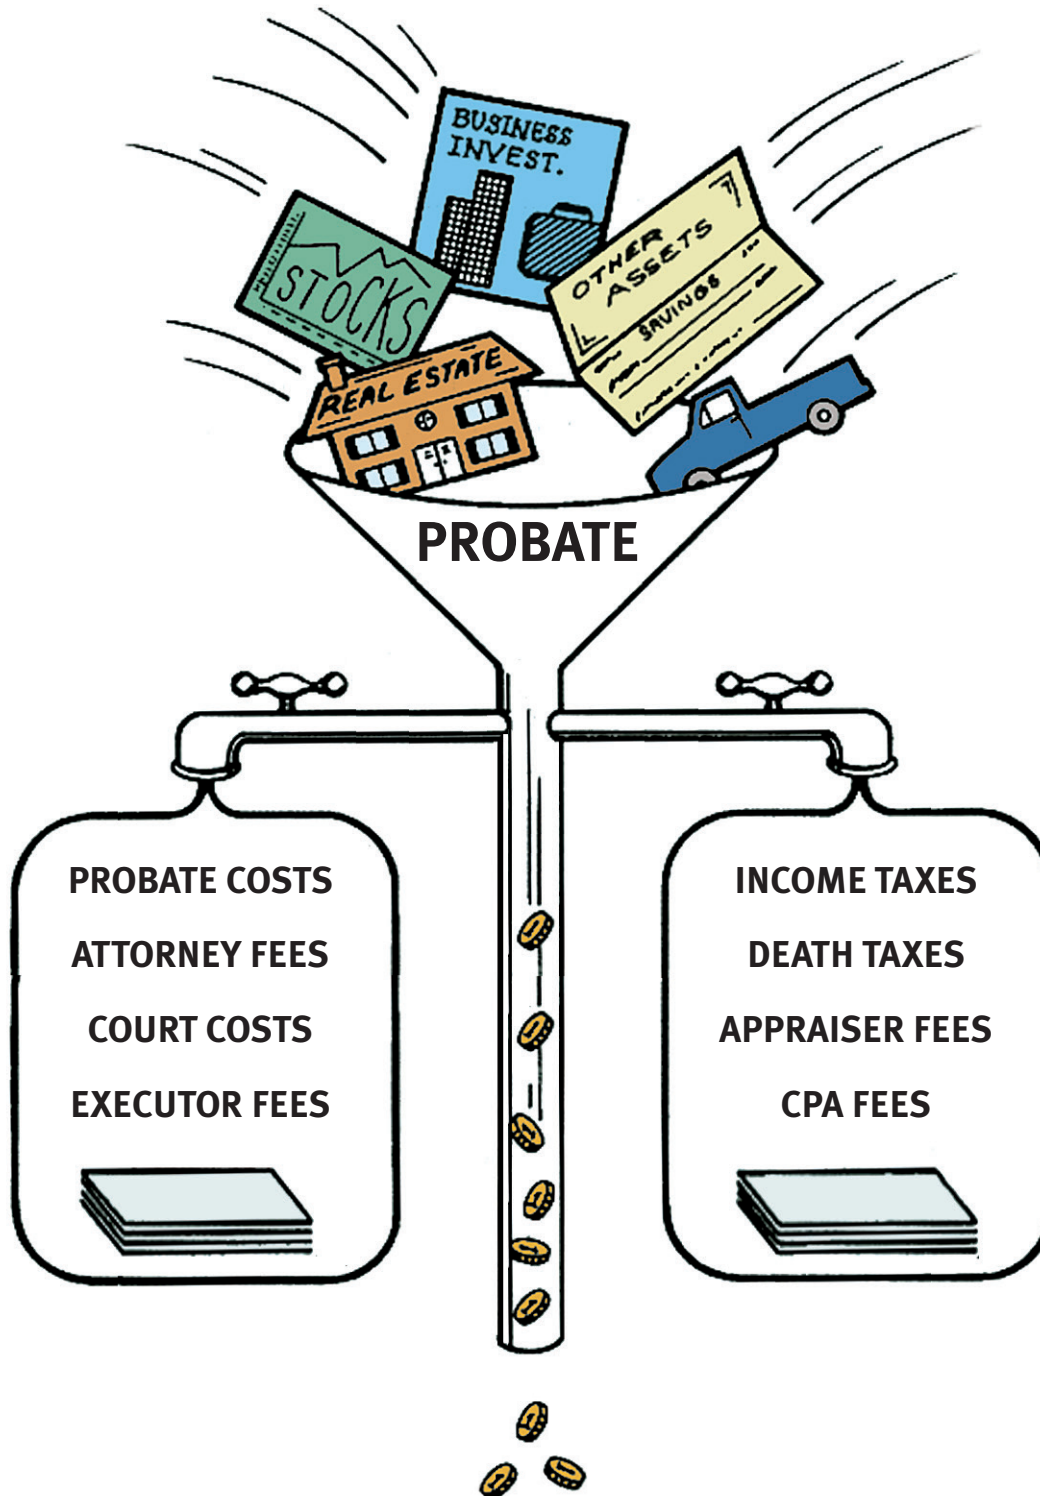 BUSINESS
INVEST.
STOCKS
OTHER
ASSETS
SAVINGS
REAL ESTATE
PROBATE
PROBATE COSTS
ATTORNEY FEES
COURT COSTS
EXECUTOR FEES
INCOME TAXES
DEATH TAXES
APPRAISER FEES
CPA FEES